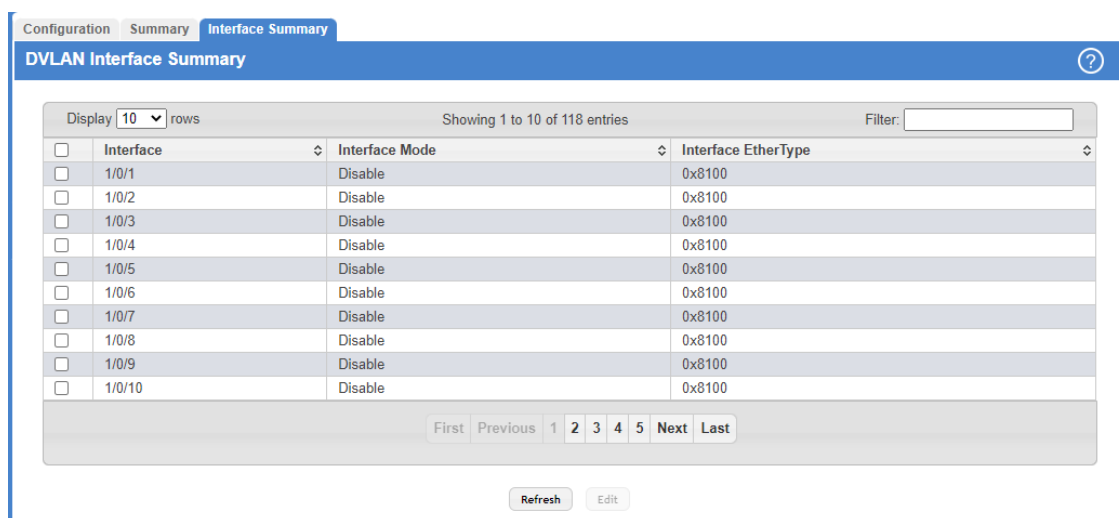 Configuration Summary Interface Summary
DVLAN Interface Summary ?
Display 10 rows Showing 1 to 10 of 118 entries Filter:
Interface Interface Mode Interface EtherType
1/0/1 Disable 0x8100
1/0/2 Disable 0x8100
1/0/3 Disable 0x8100
1/0/4 Disable 0x8100
1/0/5 Disable 0x8100
1/0/6 Disable 0x8100
1/0/7 Disable 0x8100
1/0/8 Disable 0x8100
1/0/9 Disable 0x8100
1/0/10 Disable 0x8100
First Previous 1 2 3 4 5 Next Last
Refresh Edit